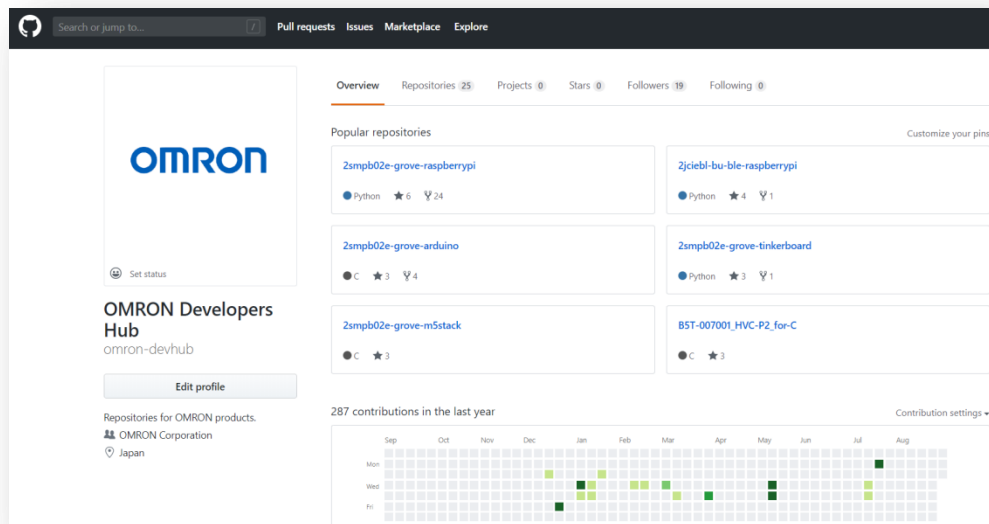 Search or jump to... / Pull requests Issues Marketplace Explore
OMRON
Set status
OMRON Developers
Hub
omron-devhub
Edit profile
Repositories for OMRON products.
OMRON Corporation
Japan
Overview Repositories 25 Projects 0 Stars 0 Followers 19 Following 0
Popular repositories Customize your pins
2smpb02e-grove-raspberrypi
Python 6 24
2jciebl-bu-ble-raspberrypi
Python 4 1
2smpb02e-grove-arduino
C 3 4
2smpb02e-grove-tinkerboard
Python 3 1
2smpb02e-grove-m5stack
C 3
B5T-007001_HVC-P2_for-C
C 3
287 contributions in the last year Contribution settings
Sep Oct Nov Dec Jan Feb Mar Apr May Jun Jul Aug
Mon
Wed
Fri